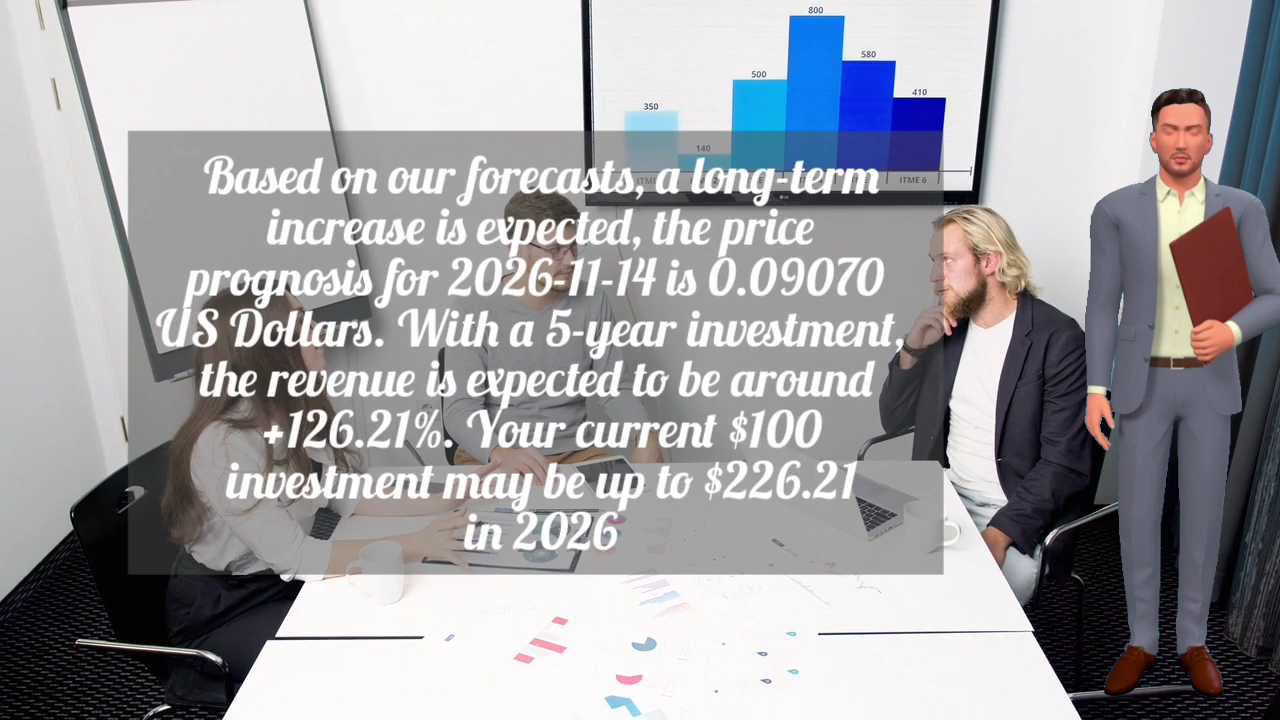 800
580
500
410
350
140
ITME 6
Based on our forecasts, a long-term
increase is expected, the price
prognosis for 2026-11-14 is 0.09070
US Dollars. With a 5-year investment,
the revenue is expected to be around
+126.21%. Your current $100
investment may be up to $226.21
in 2026